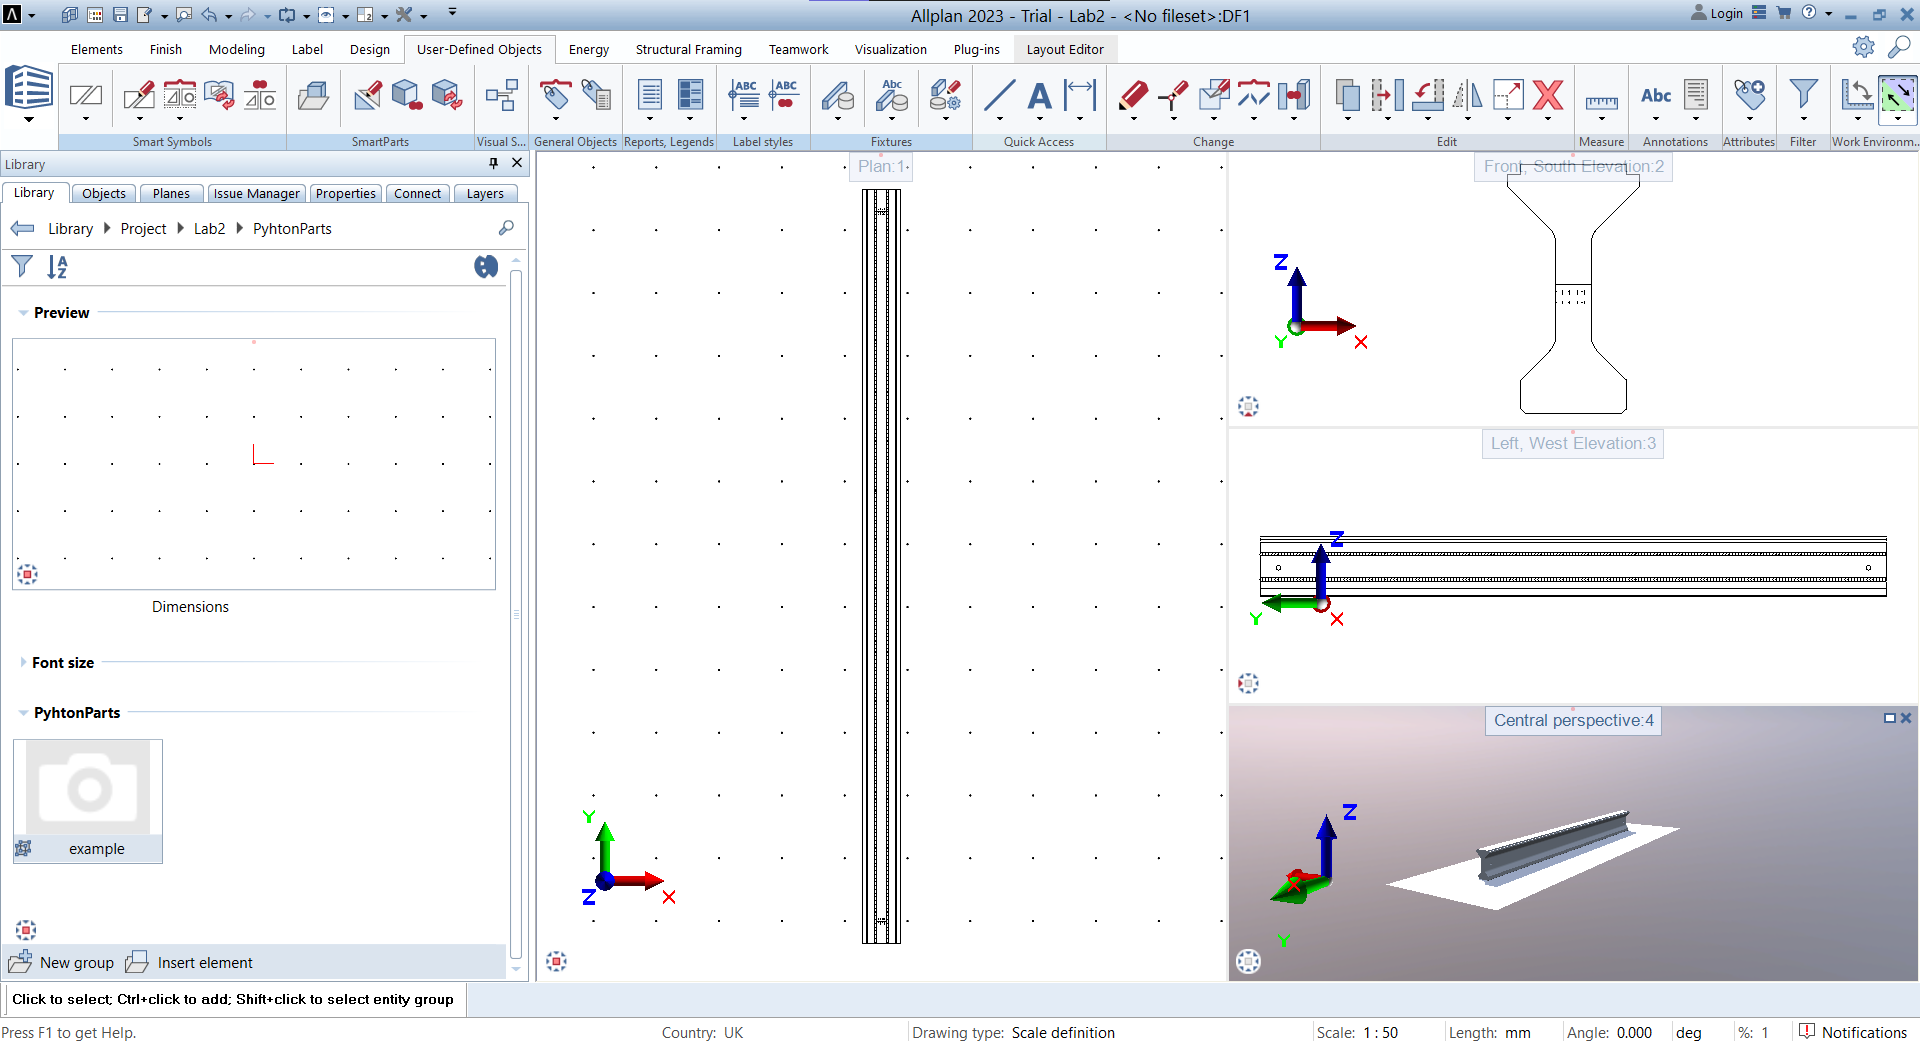 Allplan 2023 - Trial - Lab2 - <No fileset>:DF1
Login
Elements Finish Modeling Label Design User-Defined Objects Energy Structural Framing Teamwork Visualization Plug-ins Layout Editor
ABC ABC Abc A Abc
Smart Symbols SmartParts Visual S... General Objects Reports, Legends Label styles Fixtures Quick Access Change Edit Measure Annotations Attributes Filter Work Environm...
Library
Library Objects Planes Issue Manager Properties Connect Layers
Library Project Lab2 PyhtonParts
A
Z
Preview
Dimensions
Font size
PyhtonParts
example
New group Insert element
Plan:1
Y
Z
X
Front, South Elevation:2
Z
Y
X
Left, West Elevation:3
Z
Y
X
Central perspective:4
Z
X
Y
Click to select; Ctrl+click to add; Shift+click to select entity group
Press F1 to get Help.
Country: UK
Drawing type: Scale definition
Scale: 1 : 50
Length: mm
Angle: 0.000 deg
%: 1
Notifications